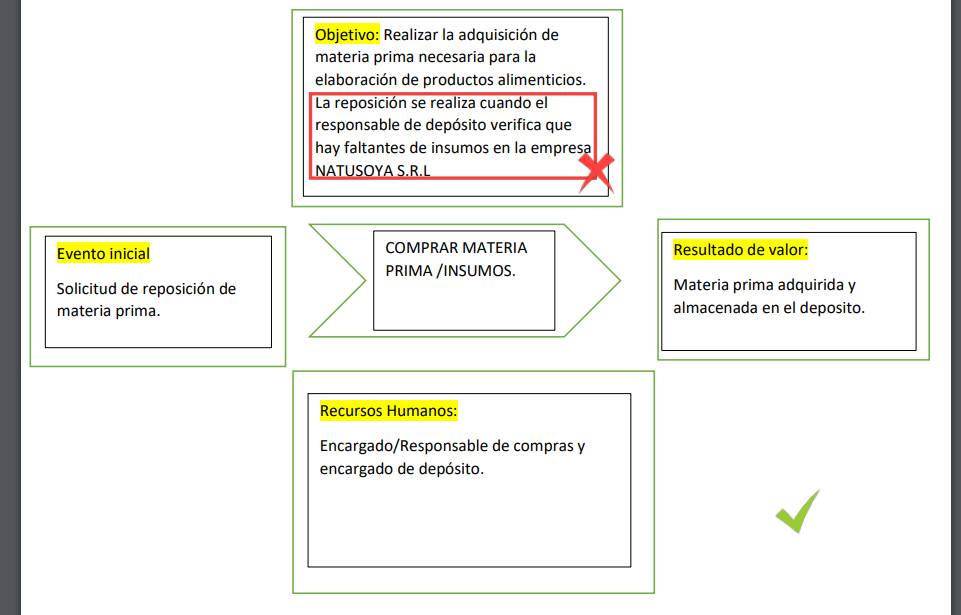 Objetivo: Realizar la adquisición de
materia prima necesaria para la
elaboración de productos alimenticios.
La reposición se realiza cuando el
responsable de depósito verifica que
hay faltantes de insumos en la empresa
NATUSOYA S.R.L
Evento inicial
Solicitud de reposición de
materia prima.
COMPRAR MATERIA
PRIMA /INSUMOS.
Resultado de valor:
Materia prima adquirida y
almacenada en el deposito.
Recursos Humanos:
Encargado/Responsable de compras y
encargado de depósito.